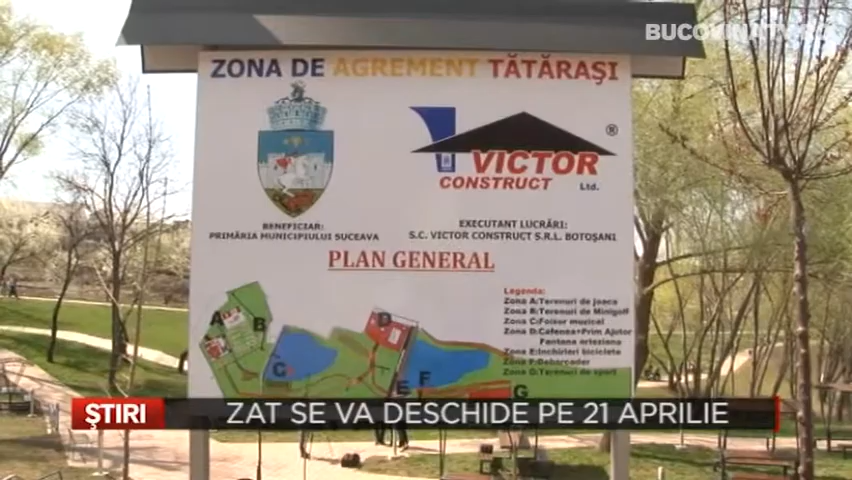 BUCOVINATV.RO
ZONA DE AGREMENT TĂTĂRAŞI
VICTOR ®
CONSTRUCT Ltd.
BENEFICIAR:
PRIMĂRIA MUNICIPIULUI SUCEAVA
EXECUTANT LUCRĂRI:
S.C. VICTOR CONSTRUCT S.R.L. BOTOŞANI
PLAN GENERAL
Legenda:
Zona A:Terenuri de joaca
Zona B:Terenuri de Minigolf
Zona C:Foisor muzical
Zona D:Cafenea+Prim Ajutor
Fantana arteziana
Zona E:Inchirieri biciclete
Zona F:Debarcader
Zona G:Terenuri de sport
A
B
C
D
E
F
G
ŞTIRI
ZAT SE VA DESCHIDE PE 21 APRILIE